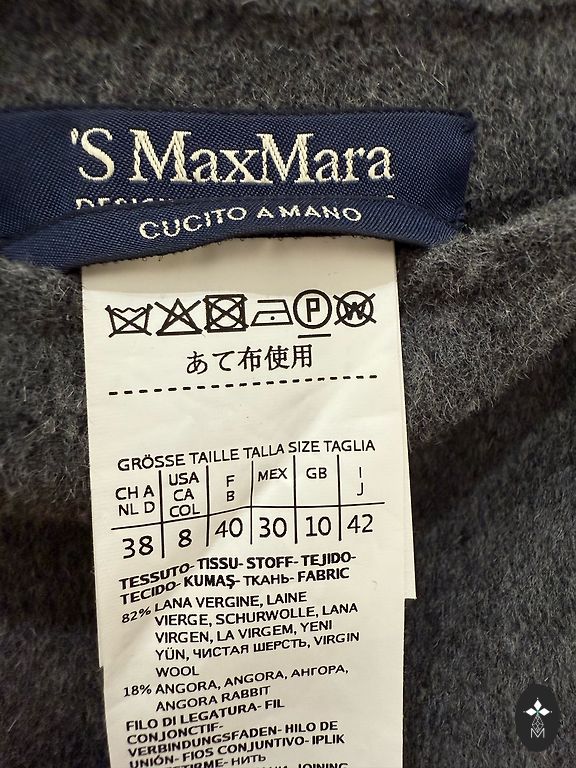 'S MaxMara
CUCITO A MANO
P
W
あて布使用
GRÖSSE TAILLE TALLA SIZE TAGLIA
CH A NL D
USA CA COL
F B
MEX
GB
I J
38 8 40 30 10 42
TESSUTO- TISSU- STOFF- TEJIDO-
TECIDO- KUMAŞ- ТКАНЬ- FABRIC
82% LANA VERGINE, LAINE
VIERGE, SCHURWOLLE, LANA
VIRGEN, LA VIRGEM, YENI
YÜN, ЧИСТАЯ ШЕРСТЬ, VIRGIN
WOOL
18% ANGORA, ANGORA, АНГОРА,
ANGORA RABBIT
FILO DI LEGATURA- FIL
CONJONCTIF-
VERBINDUNGSFADEN- HILO DE
UNIÓN- FIOS CONJUNTIVO- IPLIK